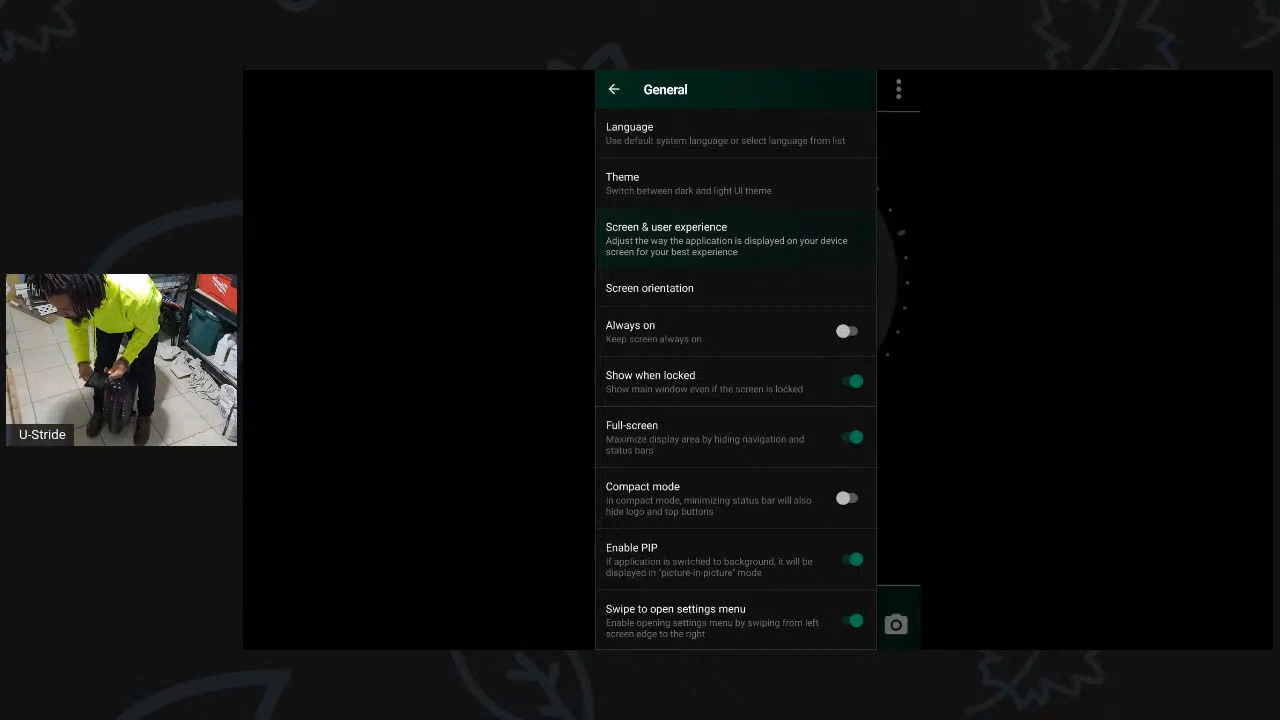 General
Language
Use default system language or select language from list
Theme
Switch between dark and light UI theme
Screen & user experience
Adjust the way the application is displayed on your device
screen for your best experience
Screen orientation
Always on
Keep screen always on
Show when locked
Show main window even if the screen is locked
Full-screen
Maximize display area by hiding navigation and
status bars
Compact mode
In compact mode, minimizing status bar will also
hide logo and top buttons
Enable PIP
If application is switched to background, it will be
displayed in "picture-in-picture" mode
Swipe to open settings menu
Enable opening settings menu by swiping from left
screen edge to the right
U-Stride